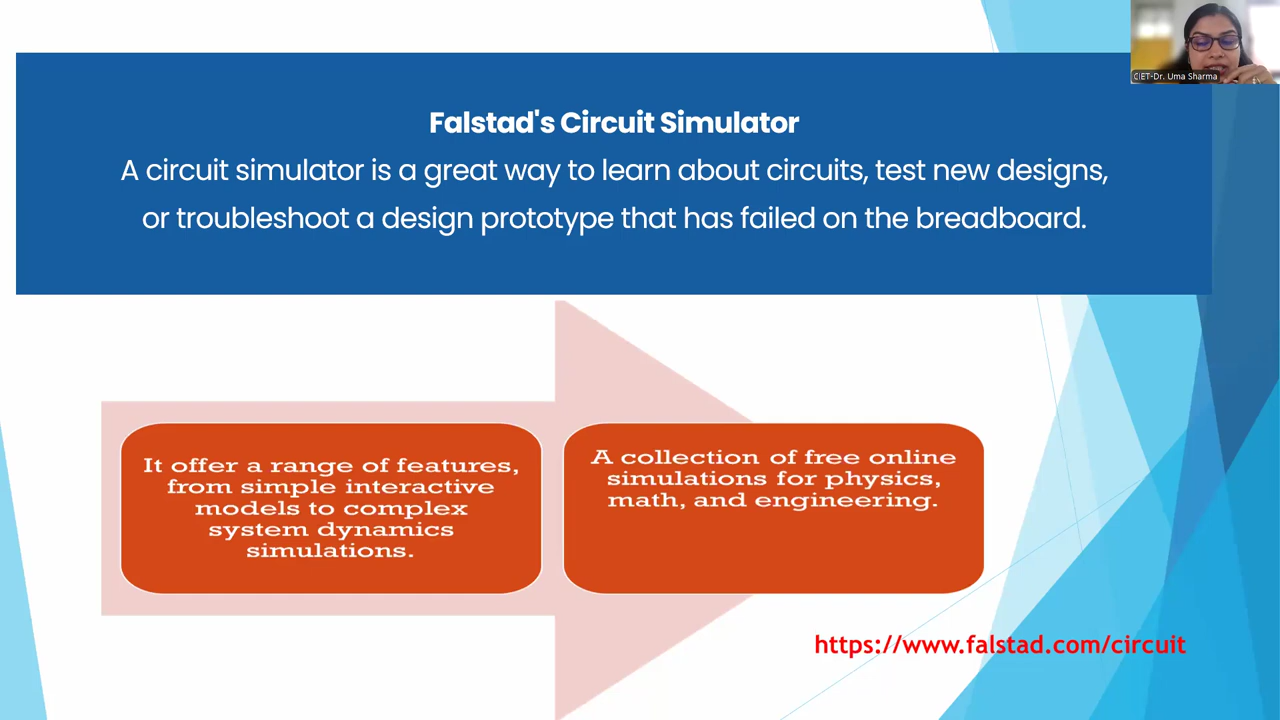 Falstad's Circuit Simulator
A circuit simulator is a great way to learn about circuits, test new designs,
or troubleshoot a design prototype that has failed on the breadboard.
It offer a range of features,
from simple interactive
models to complex
system dynamics
simulations.
A collection of free online
simulations for physics,
math, and engineering.
https://www.falstad.com/circuit
CIET-Dr. Uma Sharma